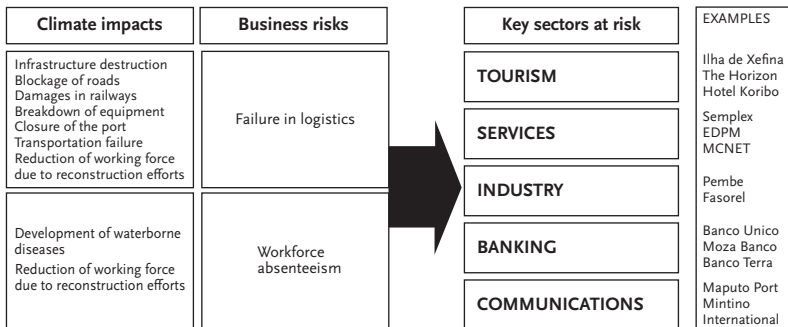 Climate impacts
Infrastructure destruction
Blockage of roads
Damages in railways
Breakdown of equipment
Closure of the port
Transportation failure
Reduction of working force
due to reconstruction efforts
Development of waterborne
diseases
Reduction of working force
due to reconstruction efforts
Business risks
Failure in logistics
Workforce
absenteeism
Key sectors at risk
TOURISM
SERVICES
INDUSTRY
BANKING
COMMUNICATIONS
EXAMPLES
Ilha de Xefina
The Horizon
Hotel Koribo
Semplex
EDPM
MCNET
Pembe
Fasorel
Banco Unico
Moza Banco
Banco Terra
Maputo Port
Mintino
International